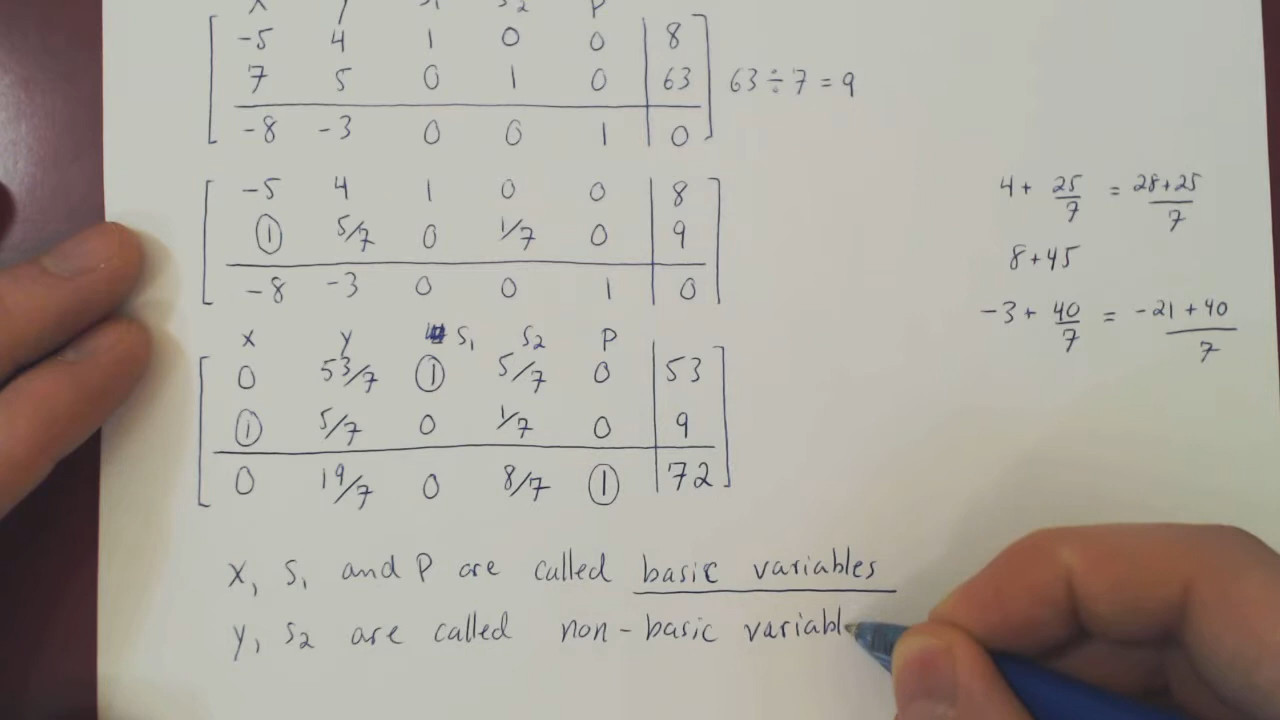 x y S₁ S₂ P
-5 4 1 0 0 8
7 5 0 1 0 63 63 ÷ 7 = 9
-8 -3 0 0 1 0
-5 4 1 0 0 8
1 5/7 0 1/7 0 9
-8 -3 0 0 1 0
4 + 25/7 = 28+25/7
8+45
-3 + 40/7 = -21+40/7
x y S₁ S₂ P
0 53/7 1 5/7 0 53
1 5/7 0 1/7 0 9
0 19/7 0 8/7 1 72
x, S₁ and P are called basic variables
y, S₂ are called non-basic variabl